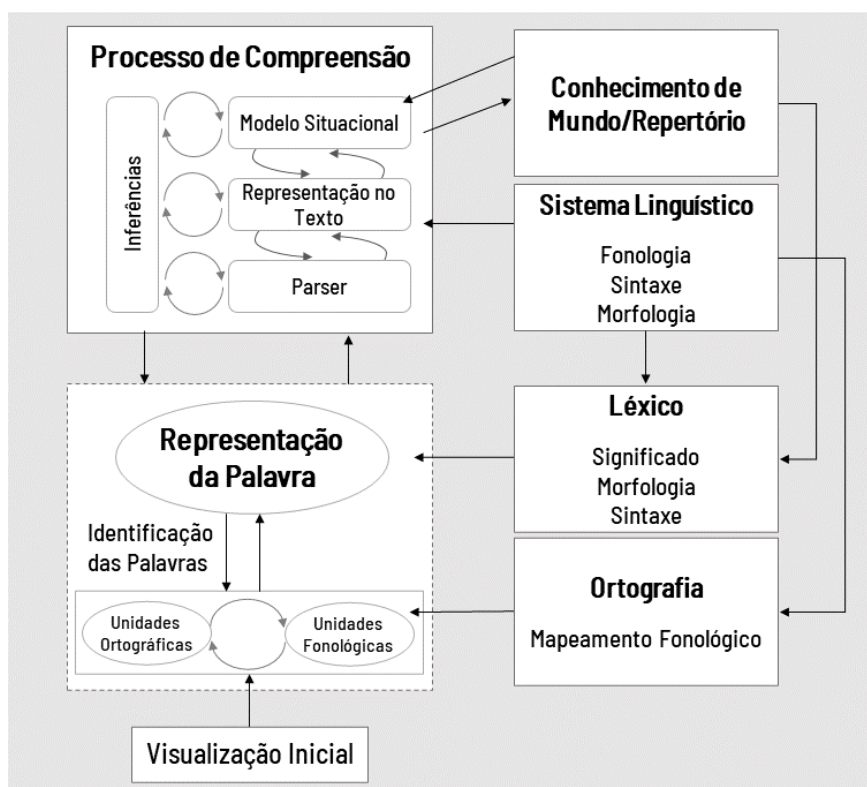 Processo de Compreensão
Inferências
Modelo Situacional
Representação no
Texto
Parser
Conhecimento de
Mundo/Repertório
Sistema Linguístico
Fonologia
Sintaxe
Morfologia
Representação
da Palavra
Identificação
das Palavras
Unidades
Ortográficas
Unidades
Fonológicas
Léxico
Significado
Morfologia
Sintaxe
Ortografia
Mapeamento Fonológico
Visualização Inicial